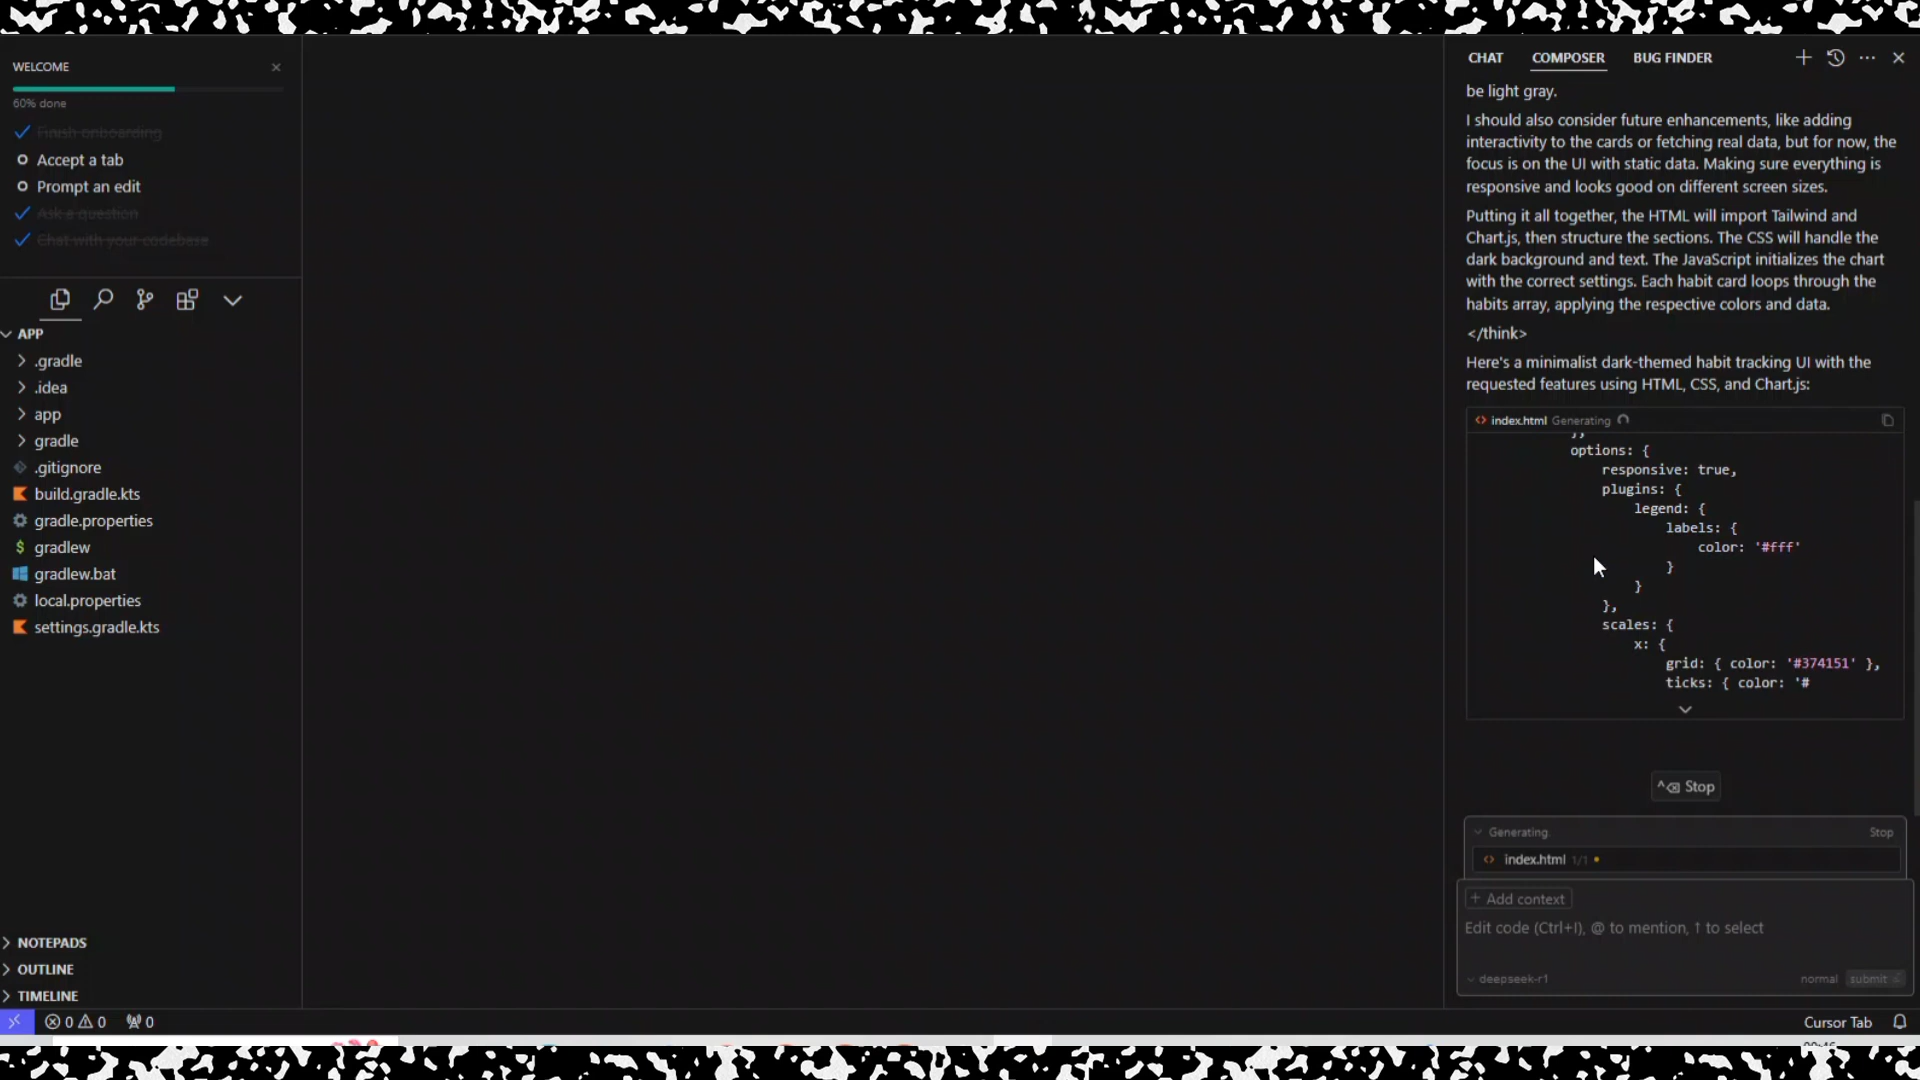 WELCOME
60% done
Finish onboarding
Accept a tab
Prompt an edit
Ask a question
Chat with your codebase
APP
.gradle
.idea
app
gradle
.gitignore
build.gradle.kts
gradle.properties
gradlew
gradlew.bat
local.properties
settings.gradle.kts
NOTEPADS
OUTLINE
TIMELINE
0 0 0
CHAT COMPOSER BUG FINDER
be light gray.
I should also consider future enhancements, like adding
interactivity to the cards or fetching real data, but for now, the
focus is on the UI with static data. Making sure everything is
responsive and looks good on different screen sizes.
Putting it all together, the HTML will import Tailwind and
Chart.js, then structure the sections. The CSS will handle the
dark background and text. The JavaScript initializes the chart
with the correct settings. Each habit card loops through the
habits array, applying the respective colors and data.
</think>
Here's a minimalist dark-themed habit tracking UI with the
requested features using HTML, CSS, and Chart.js:
index.html Generating
},
options: {
responsive: true,
plugins: {
legend: {
labels: {
color: '#fff'
}
}
},
scales: {
x: {
grid: { color: '#374151' },
ticks: { color: '#
Stop
Generating Stop
index.html 1/1
+ Add context
Edit code (Ctrl+I), @ to mention, ↑ to select
deepseek-r1 normal submit
Cursor Tab